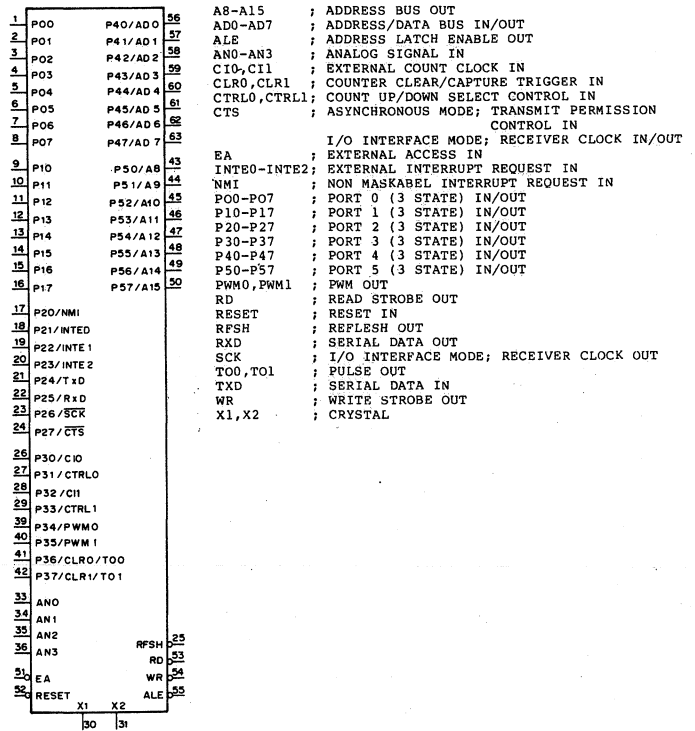 1 P00
2 P01
3 P02
4 P03
5 P04
6 P05
7 P06
8 P07
9 P10
10 P11
11 P12
12 P13
13 P14
14 P15
15 P16
16 P17
17 P20/NMI
18 P21/INTE0
19 P22/INTE1
20 P23/INTE2
21 P24/TxD
22 P25/RxD
23 P26/SCK
24 P27/CTS
26 P30/CI0
27 P31/CTRL0
28 P32/CI1
29 P33/CTRL1
39 P34/PWM0
40 P35/PWM1
41 P36/CLR0/TO0
42 P37/CLR1/TO1
33 AN0
34 AN1
35 AN2
36 AN3
51 EA
52 RESET
X1 X2
30 31
P40/AD0 56
P41/AD1 57
P42/AD2 58
P43/AD3 59
P44/AD4 60
P45/AD5 61
P46/AD6 62
P47/AD7 63
P50/A8 43
P51/A9 44
P52/A10 45
P53/A11 46
P54/A12 47
P55/A13 48
P56/A14 49
P57/A15 50
RFSH 25
RD 53
WR 54
ALE 55
A8-A15 ; ADDRESS BUS OUT
AD0-AD7 ; ADDRESS/DATA BUS IN/OUT
ALE ; ADDRESS LATCH ENABLE OUT
AN0-AN3 ; ANALOG SIGNAL IN
CI0,CI1 ; EXTERNAL COUNT CLOCK IN
CLR0,CLR1 ; COUNTER CLEAR/CAPTURE TRIGGER IN
CTRL0,CTRL1; COUNT UP/DOWN SELECT CONTROL IN
CTS ; ASYNCHRONOUS MODE; TRANSMIT PERMISSION
CONTROL IN
I/O INTERFACE MODE; RECEIVER CLOCK IN/OUT
EA ; EXTERNAL ACCESS IN
INTE0-INTE2; EXTERNAL INTERRUPT REQUEST IN
NMI ; NON MASKABEL INTERRUPT REQUEST IN
P00-P07 ; PORT 0 (3 STATE) IN/OUT
P10-P17 ; PORT 1 (3 STATE) IN/OUT
P20-P27 ; PORT 2 (3 STATE) IN/OUT
P30-P37 ; PORT 3 (3 STATE) IN/OUT
P40-P47 ; PORT 4 (3 STATE) IN/OUT
P50-P57 ; PORT 5 (3 STATE) IN/OUT
PWM0,PWM1 ; PWM OUT
RD ; READ STROBE OUT
RESET ; RESET IN
RFSH ; REFLESH OUT
RXD ; SERIAL DATA OUT
SCK ; I/O INTERFACE MODE; RECEIVER CLOCK OUT
TO0,TO1 ; PULSE OUT
TXD ; SERIAL DATA IN
WR ; WRITE STROBE OUT
X1,X2 ; CRYSTAL